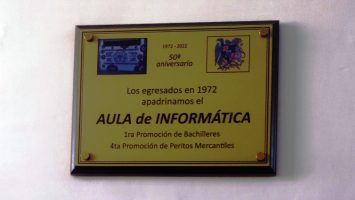 1972 - 2022
50º
aniversario
Los egresados en 1972
apadrinamos el
AULA de INFORMÁTICA
1ra Promoción de Bachilleres
4ta Promoción de Peritos Mercantiles